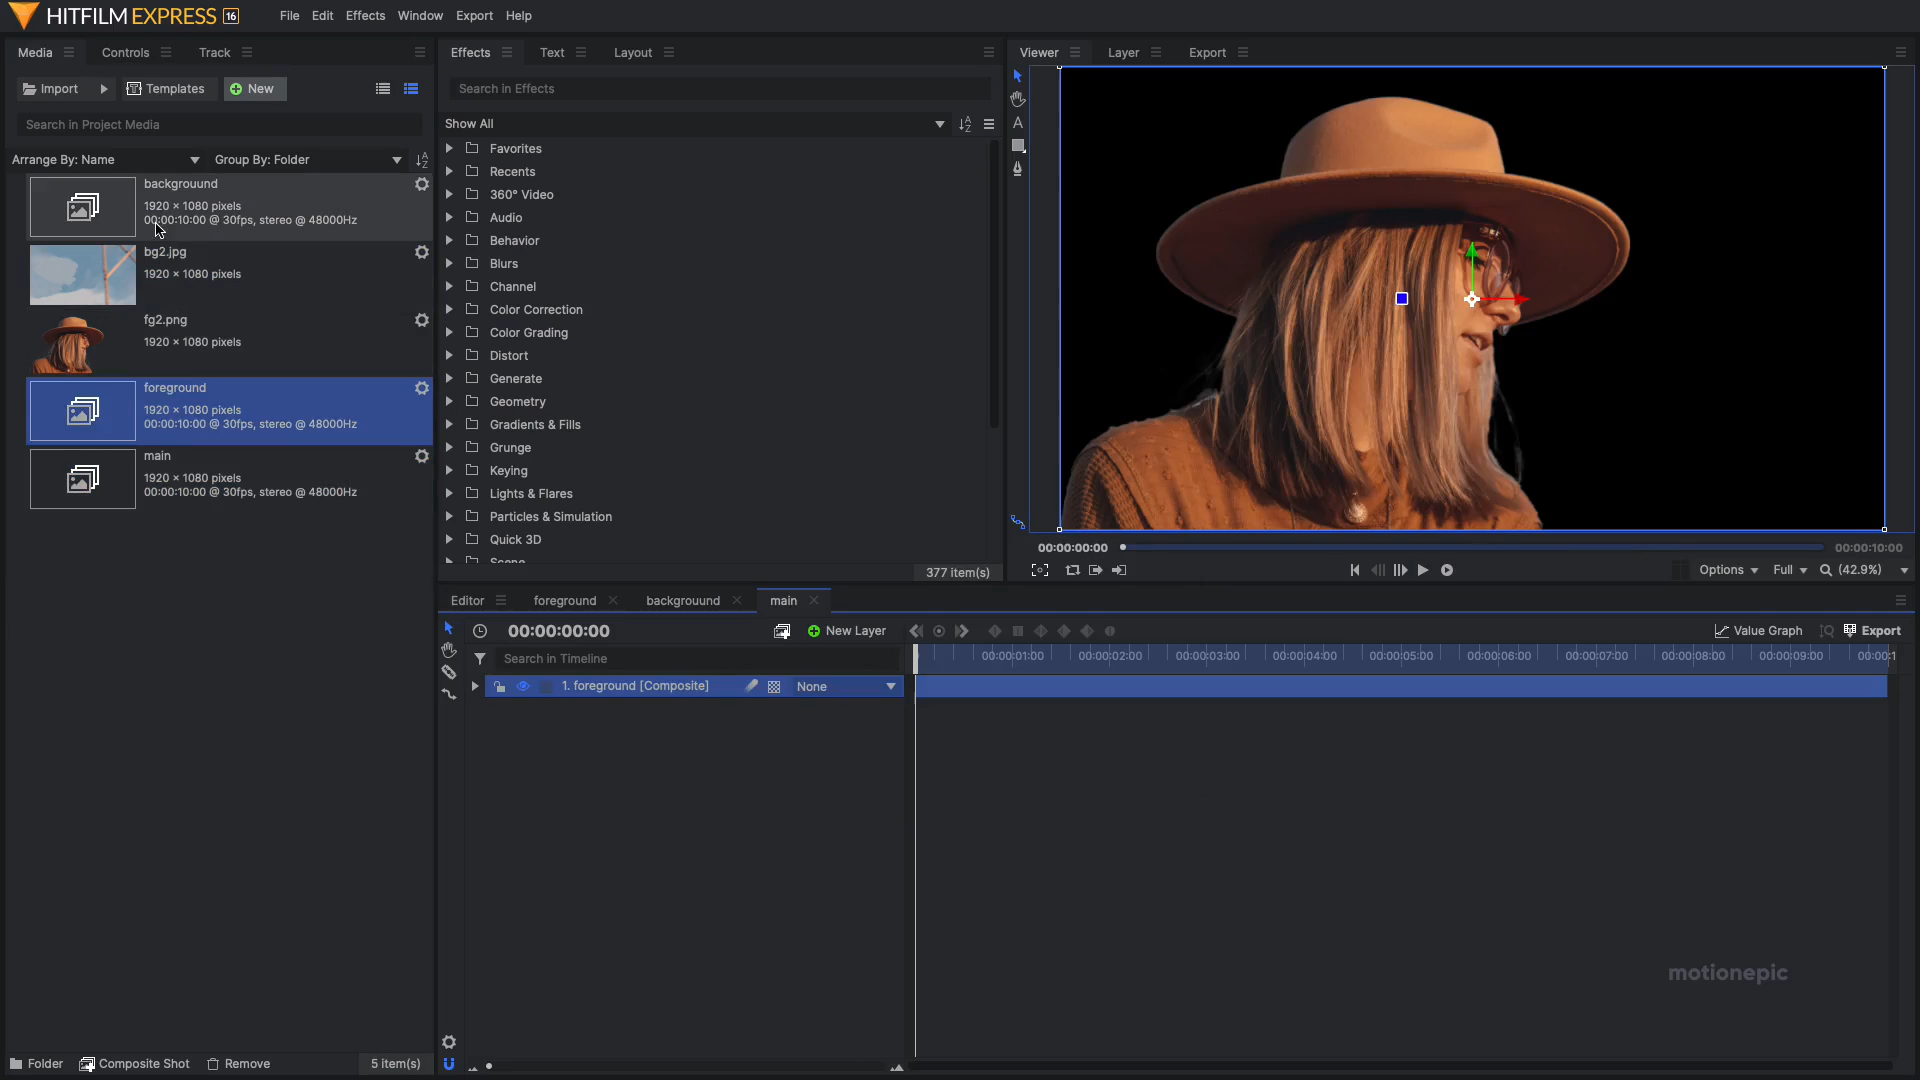 HITFILM EXPRESS 16 File Edit Effects Window Export Help
Media Controls Track
Import Templates New
Search in Project Media
Arrange By: Name Group By: Folder
backgrouund
1920 × 1080 pixels
00:00:10:00 @ 30fps, stereo @ 48000Hz
bg2.jpg
1920 × 1080 pixels
fg2.png
1920 × 1080 pixels
foreground
1920 × 1080 pixels
00:00:10:00 @ 30fps, stereo @ 48000Hz
main
1920 × 1080 pixels
00:00:10:00 @ 30fps, stereo @ 48000Hz
Folder Composite Shot Remove 5 item(s)
Effects Text Layout
Search in Effects
Show All
Favorites
Recents
360° Video
Audio
Behavior
Blurs
Channel
Color Correction
Color Grading
Distort
Generate
Geometry
Gradients & Fills
Grunge
Keying
Lights & Flares
Particles & Simulation
Quick 3D
Scene
377 item(s)
Viewer Layer Export
A
00:00:00:00 00:00:10:00
Options Full (42.9%)
Editor foreground backgrouund main
00:00:00:00 New Layer Value Graph Export
Search in Timeline 00:00:01:00 00:00:02:00 00:00:03:00 00:00:04:00 00:00:05:00 00:00:06:00 00:00:07:00 00:00:08:00 00:00:09:00 00:00:1
1. foreground [Composite] None
motionepic